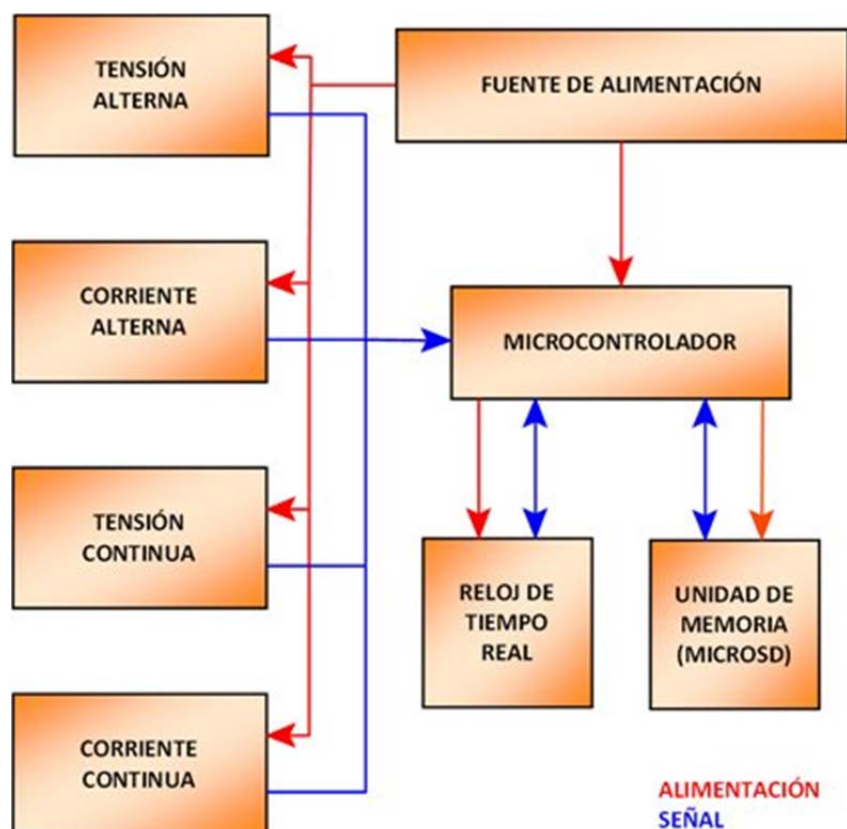 TENSIÓN
ALTERNA
FUENTE DE ALIMENTACIÓN
CORRIENTE
ALTERNA
MICROCONTROLADOR
TENSIÓN
CONTINUA
RELOJ DE
TIEMPO
REAL
UNIDAD DE
MEMORIA
(MICROSD)
CORRIENTE
CONTINUA
ALIMENTACIÓN
SEÑAL